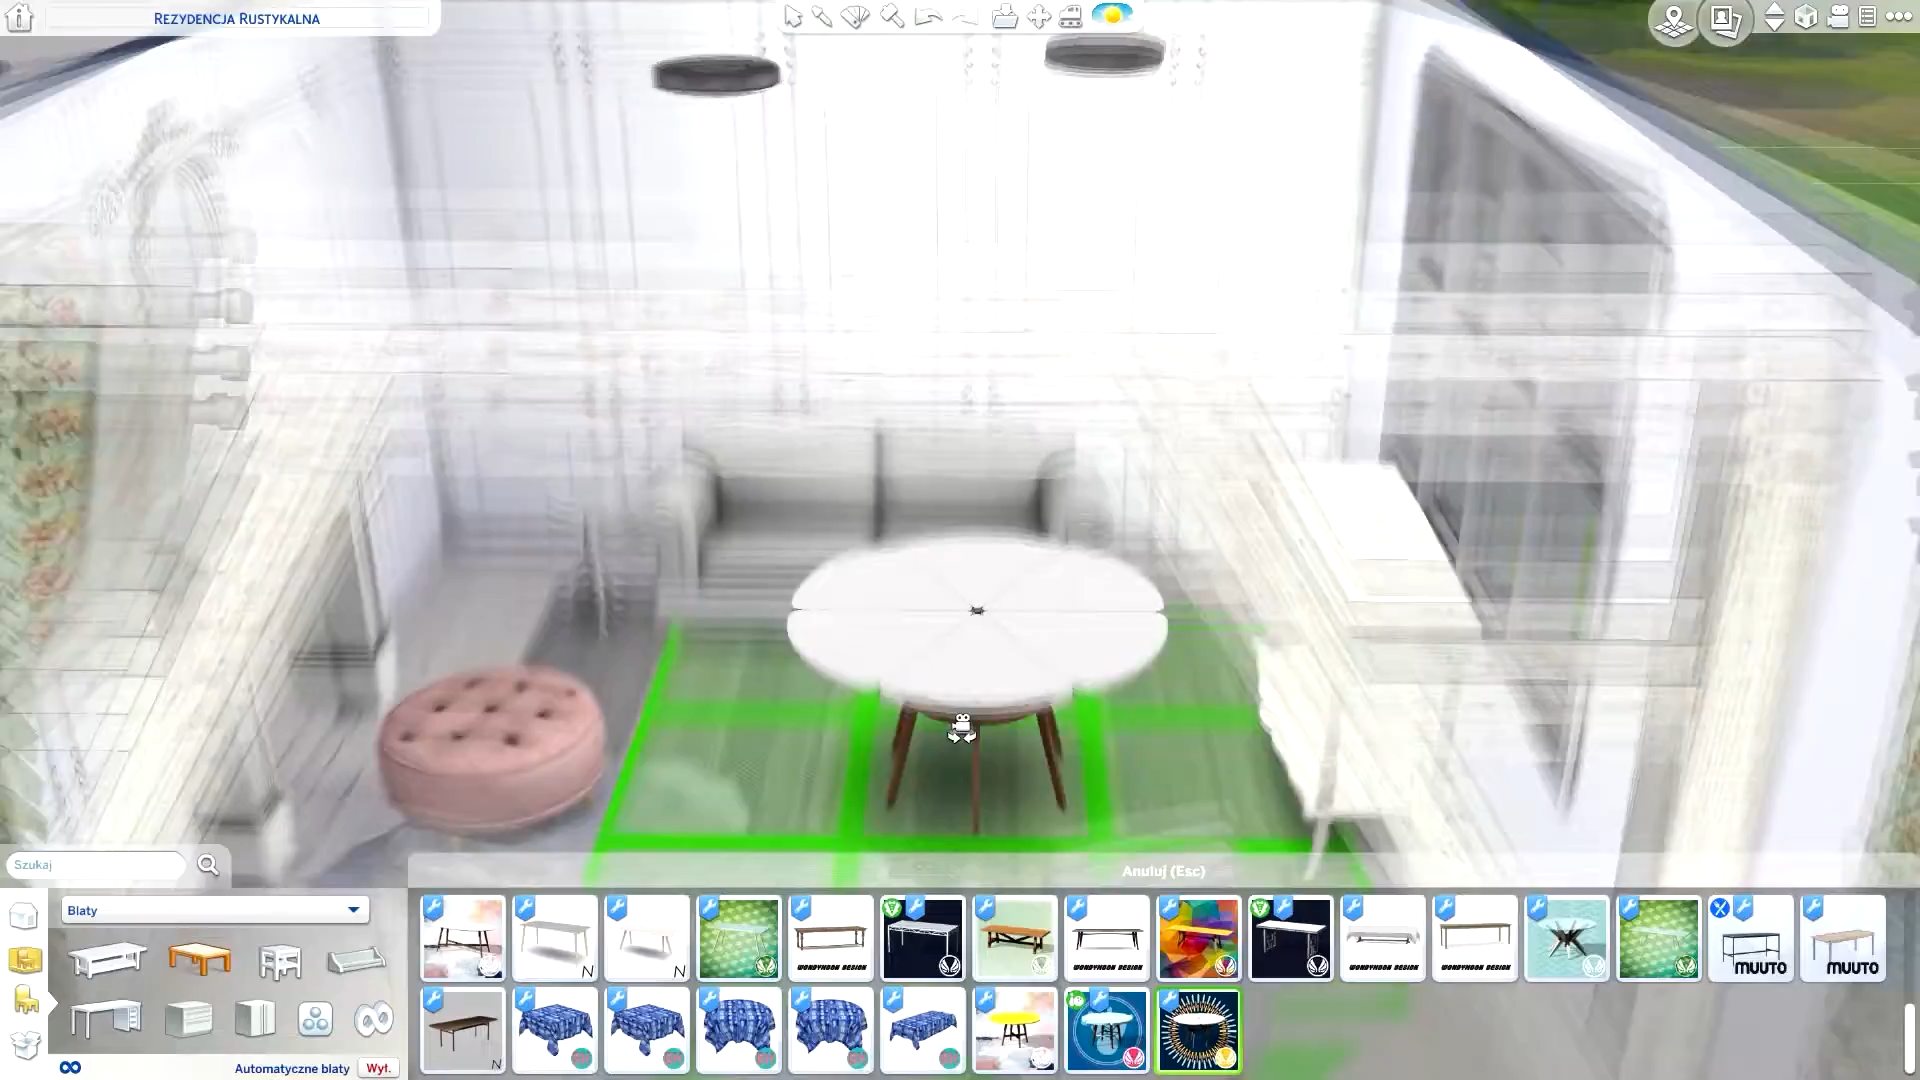 REZYDENCJA RUSTYKALNA
Anuluj (Esc)
Szukaj
Blaty
N
N
WONDYMOON DESIGN
WONDYMOON DESIGN
WONDYMOON DESIGN
WONDYMOON DESIGN
MUUTO
MUUTO
N
Automatyczne blaty
Wył.